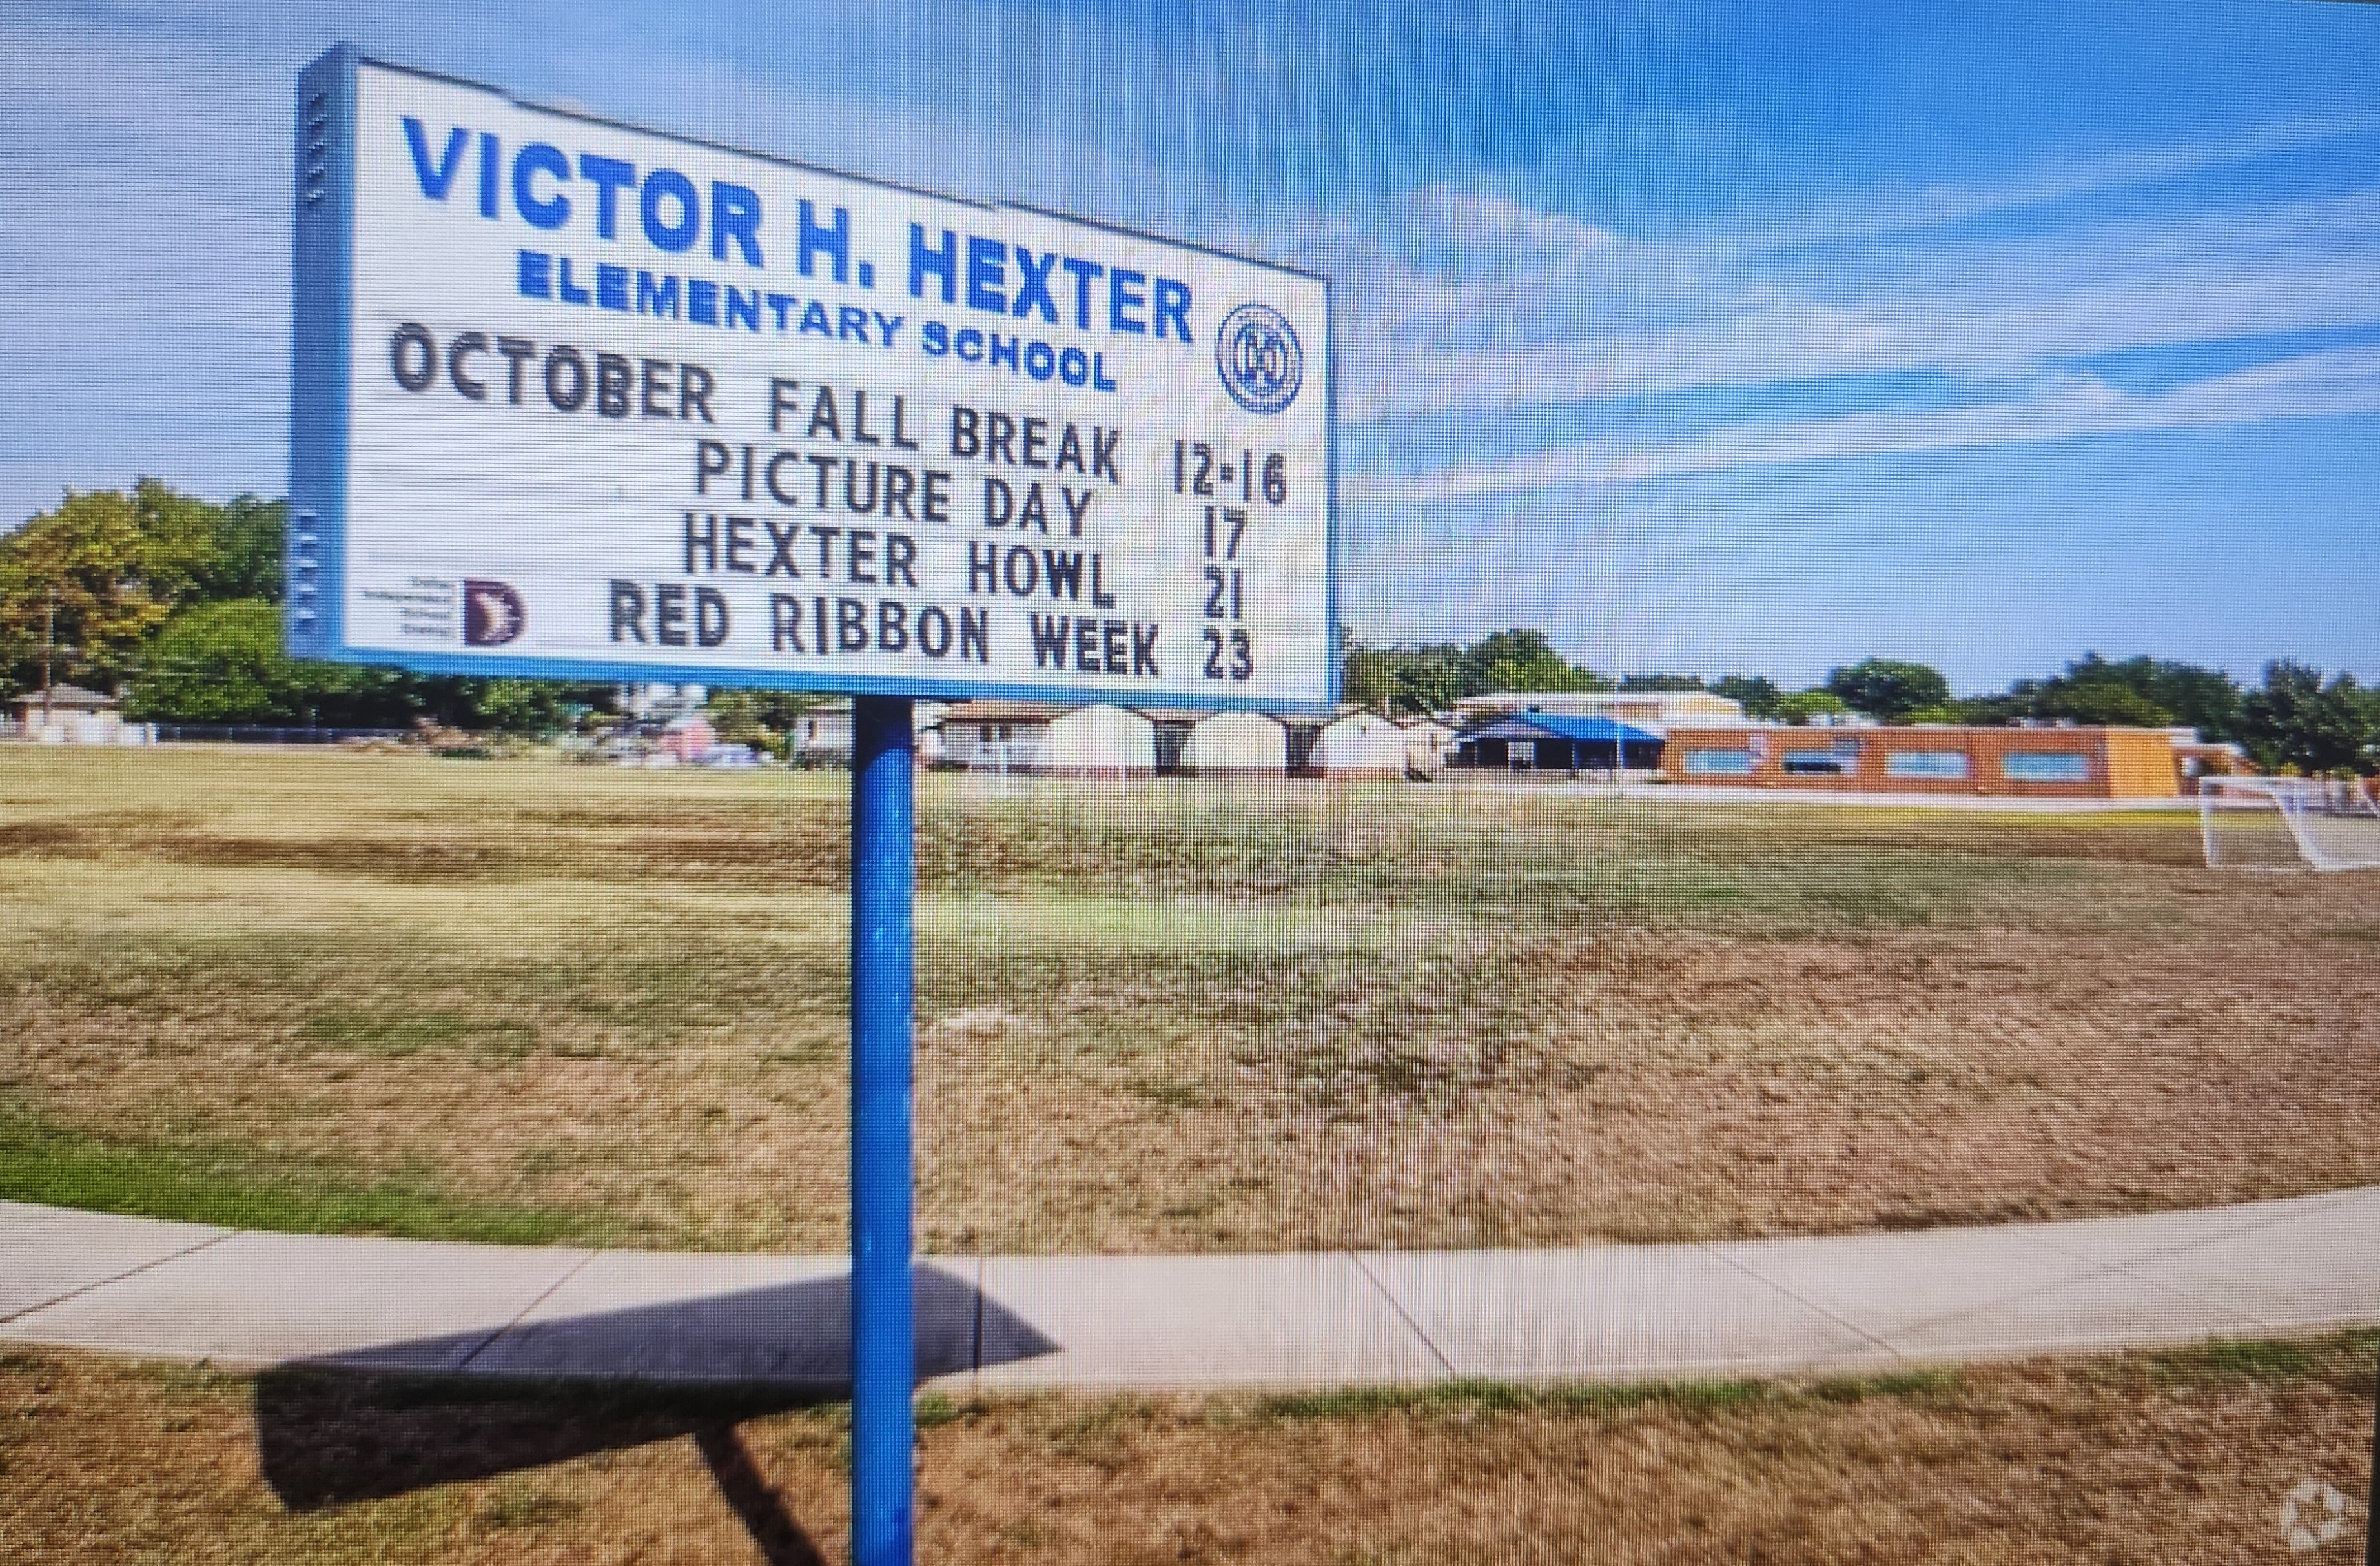 VICTOR H. HEXTER
ELEMENTARY SCHOOL
OCTOBER FALL BREAK 12-16
PICTURE DAY 17
HEXTER HOWL 21
RED RIBBON WEEK 23